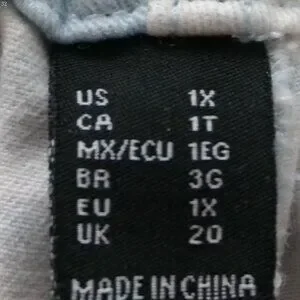 US 1X
CA 1T
MX/ECU 1EG
BR 3G
EU 1X
UK 20
MADE IN CHINA